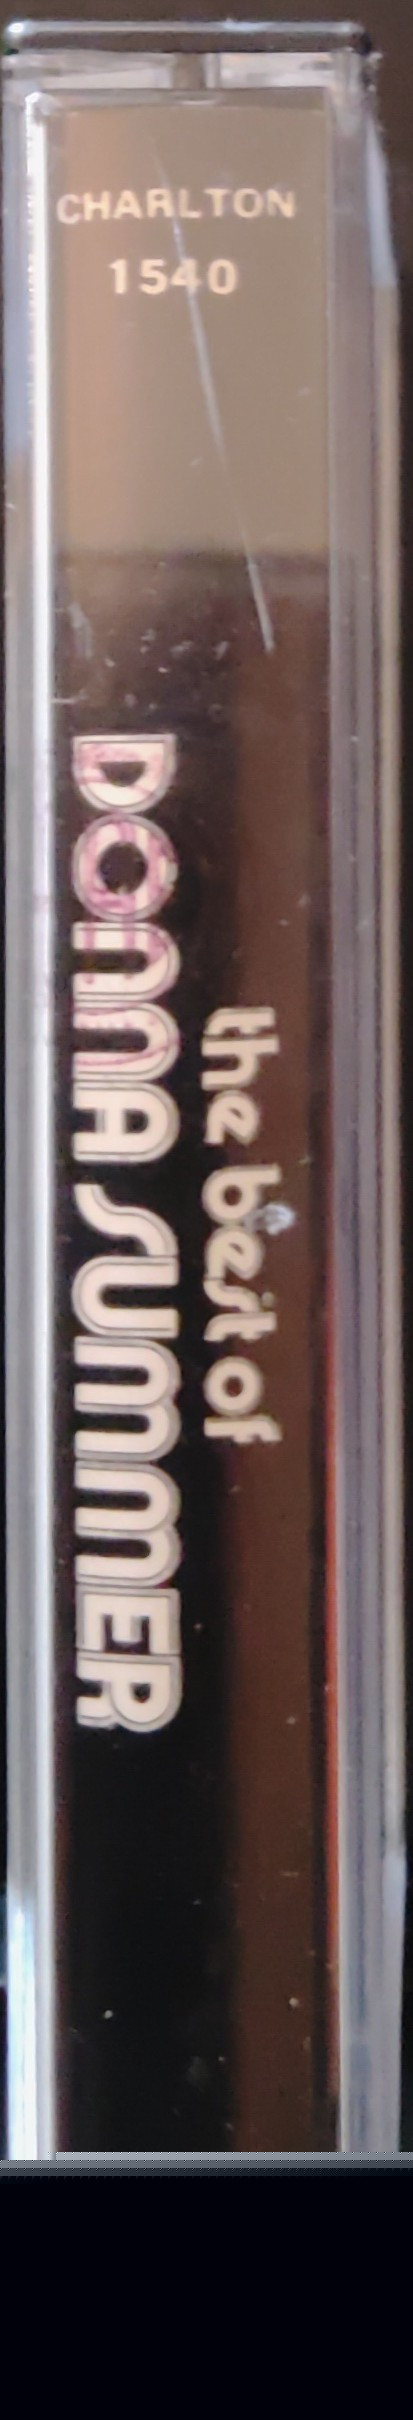 CHARLTON
1540
the best of
DONNA SUMMER